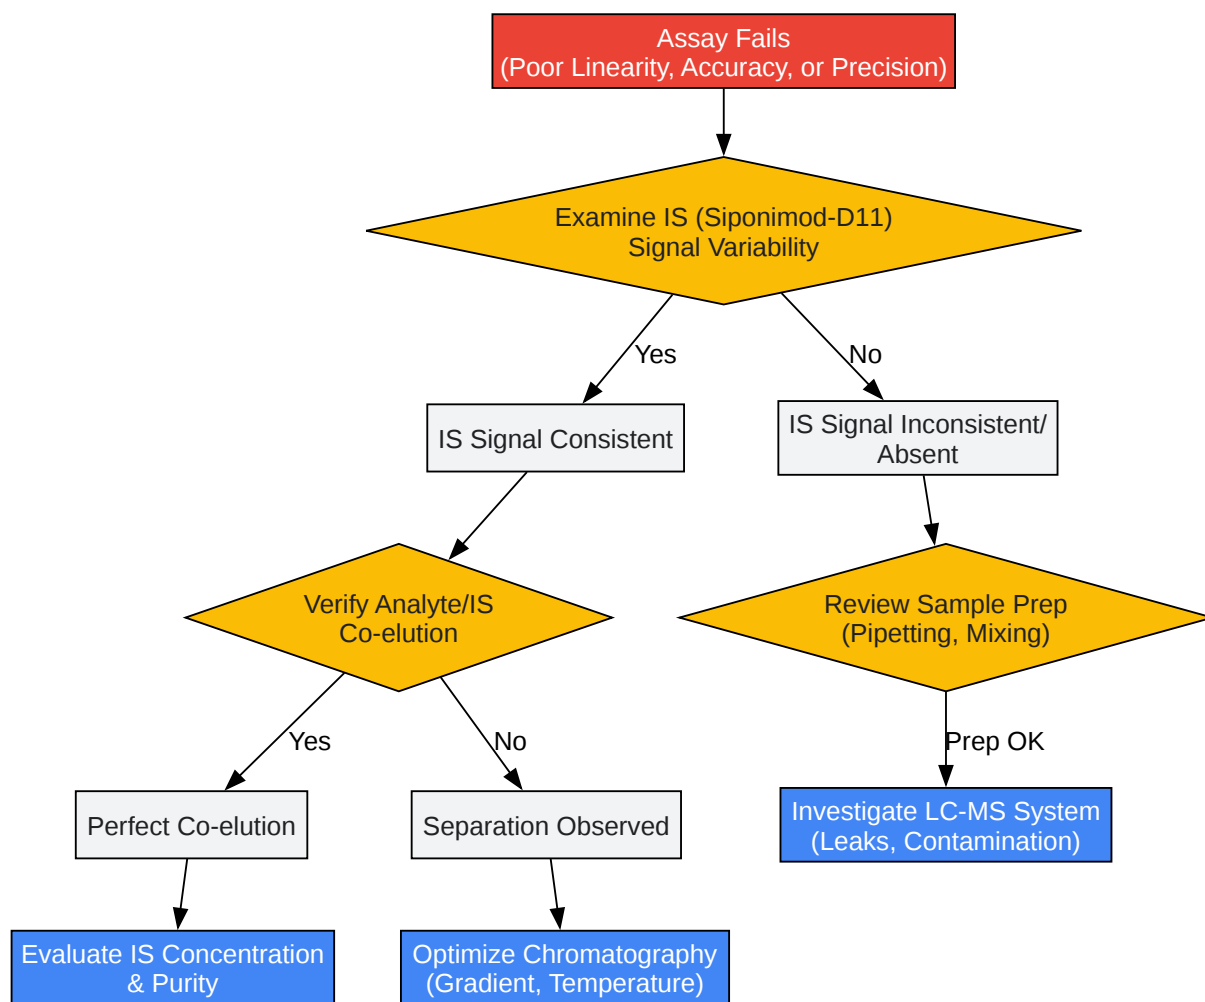 Assay Fails
(Poor Linearity, Accuracy, or Precision)
Examine IS (Siponimod-D11)
Signal Variability
Yes
No
IS Signal Consistent
IS Signal Inconsistent/
Absent
Verify Analyte/IS
Co-elution
Review Sample Prep
(Pipetting, Mixing)
Yes
No
Prep OK
Perfect Co-elution
Separation Observed
Investigate LC-MS System
(Leaks, Contamination)
Evaluate IS Concentration
& Purity
Optimize Chromatography
(Gradient, Temperature)